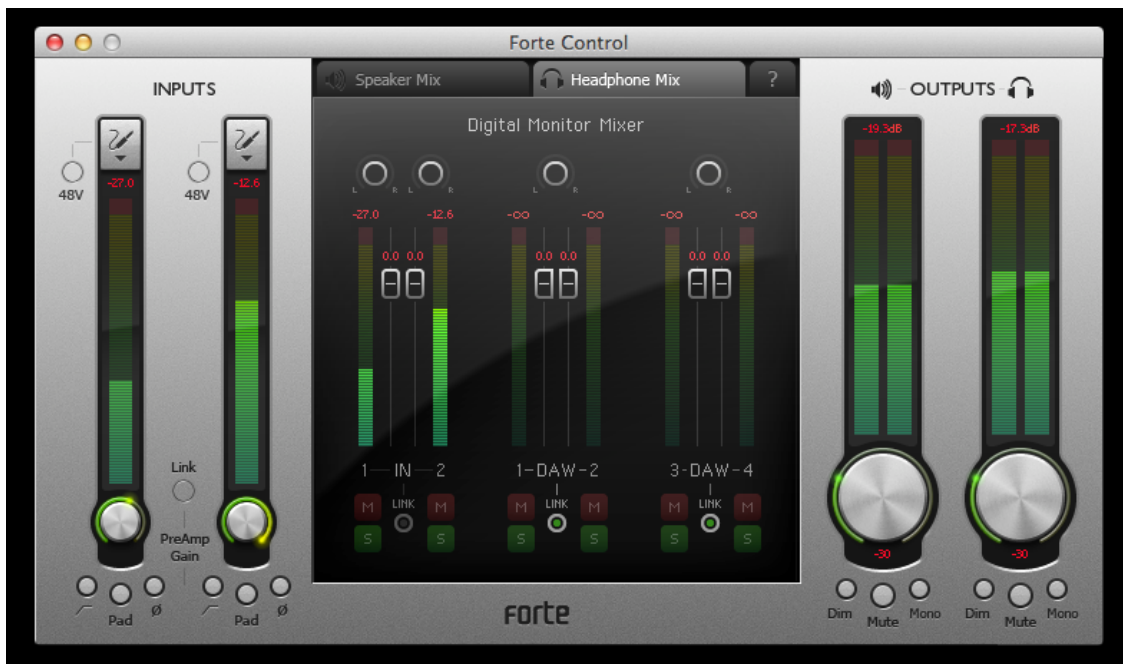 Forte Control
INPUTS
48V
-27.0
48V
-12.6
Link
PreAmp
Gain
Pad
ø
Pad
ø
Speaker Mix
Headphone Mix
?
Digital Monitor Mixer
L R L R
L R
L R
-27.0 -12.6
-∞ -∞
-∞ -∞
0.0 0.0
0.0 0.0
0.0 0.0
1 — IN — 2
1-DAW-2
3-DAW-4
M LINK M
M LINK M
M LINK M
S S
S S
S S
Forte
OUTPUTS
-19.3dB
-17.3dB
-30
-30
Dim
Mute
Mono
Dim
Mute
Mono